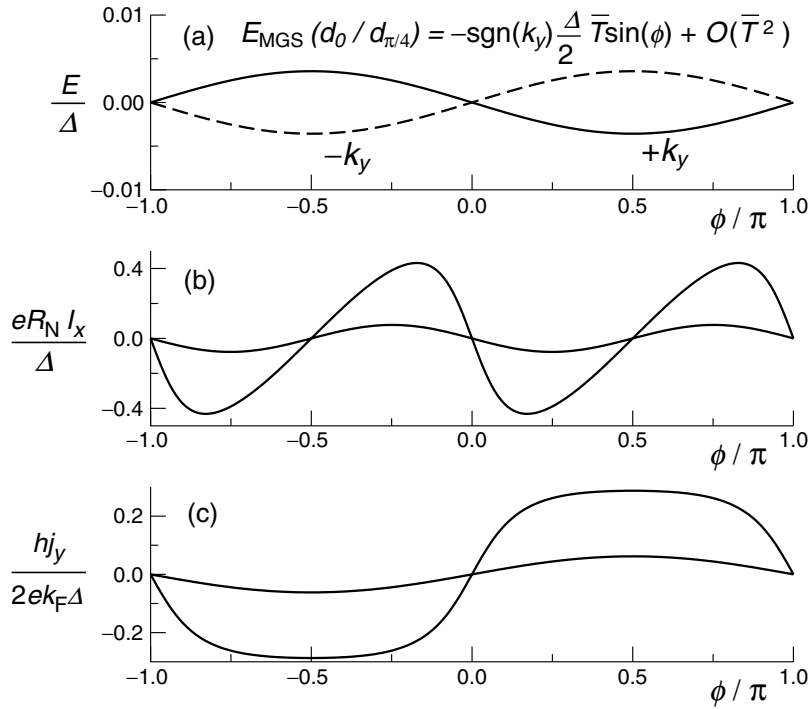 0.01
(a) E_MGS (d_0 / d_π/4) = –sgn(k_y) Δ/2 T̅ sin(ϕ) + O(T̅ ²)
0.005
E/Δ
0.00
–k_y +k_y
–0.01
–1.0 –0.5 0.0 0.5 1.0
ϕ / π
(b)
0.4
eR_N I_x/Δ
0.0
–0.4
–1.0 –0.5 0.0 0.5 1.0
ϕ / π
(c)
0.2
hj_y/2ek_FΔ
0.0
–0.2
–1.0 –0.5 0.0 0.5 1.0
ϕ / π